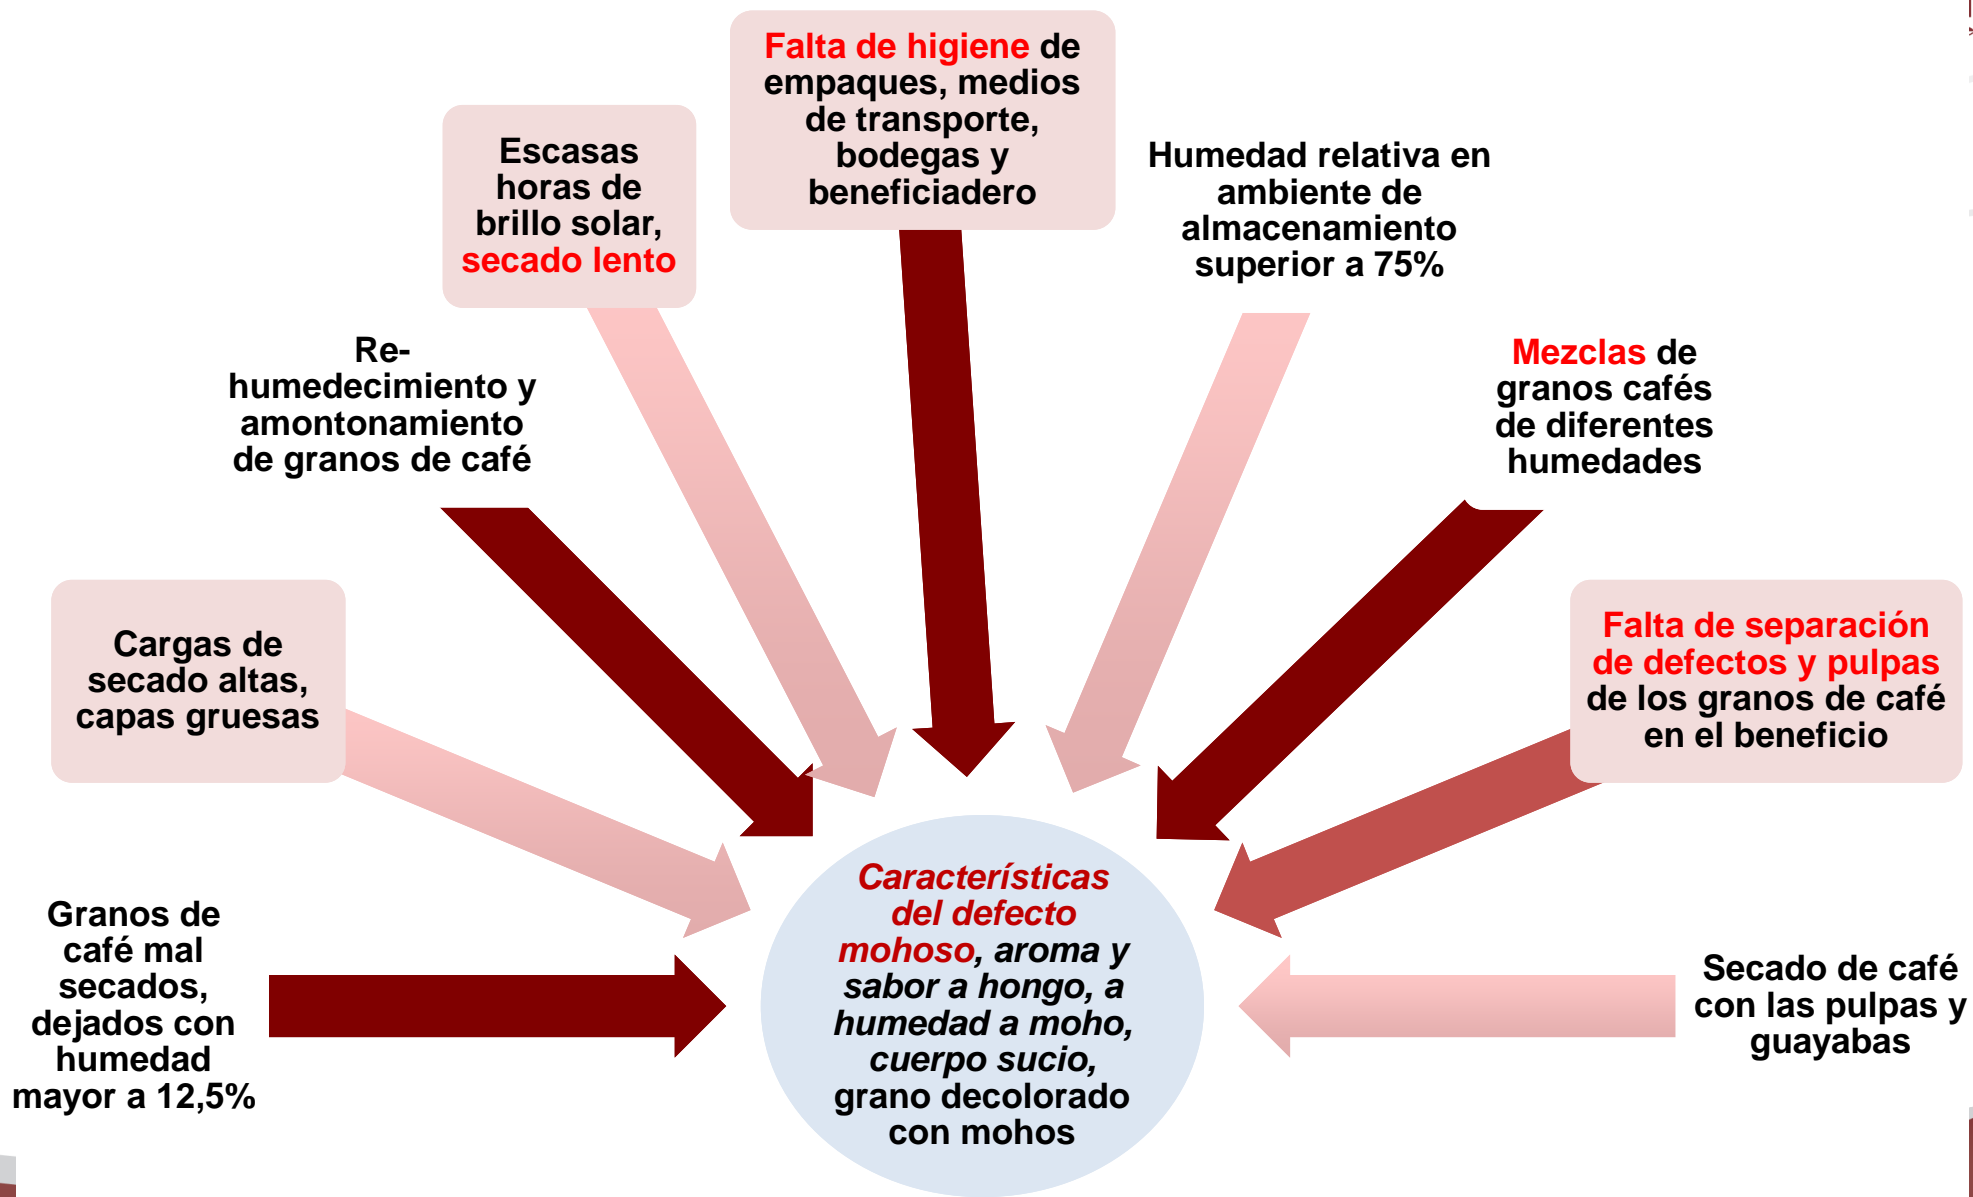 Falta de higiene de
empaques, medios
de transporte,
bodegas y
beneficiadero
Escasas
horas de
brillo solar,
secado lento
Humedad relativa en
ambiente de
almacenamiento
superior a 75%
Re-
humedecimiento y
amontonamiento
de granos de café
Mezclas de
granos cafés
de diferentes
humedades
Cargas de
secado altas,
capas gruesas
Falta de separación
de defectos y pulpas
de los granos de café
en el beneficio
Granos de
café mal
secados,
dejados con
humedad
mayor a 12,5%
Características
del defecto
mohoso, aroma y
sabor a hongo, a
humedad a moho,
cuerpo sucio,
grano decolorado
con mohos
Secado de café
con las pulpas y
guayabas